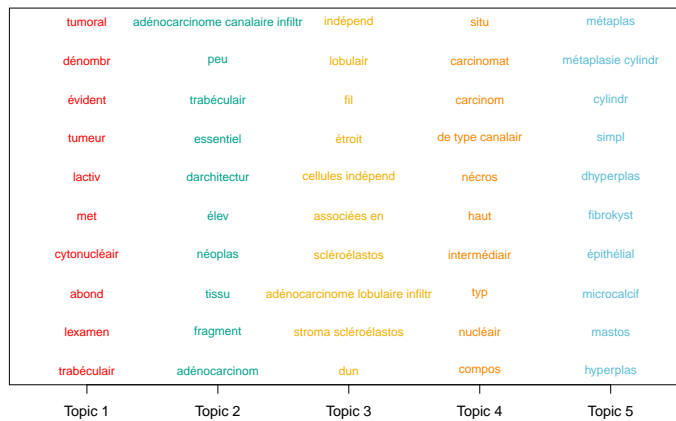 tumoral adénocarcinome canalaire infiltr indépend situ métaplas
dénombr peu lobulair carcinomat métaplasie cylindr
évident trabéculair fil carcinom cylindr
tumeur essentiel étroit de type canalair simpl
lactiv darchitectur cellules indépend nécros dhyperplas
met élev associées en haut fibrokyst
cytonucléair néoplas scléroélastos intermédiair épithélial
abond tissu adénocarcinome lobulaire infiltr typ microcalcif
lexamen fragment stroma scléroélastos nucléair mastos
trabéculair adénocarcinom dun compos hyperplas
Topic 1 Topic 2 Topic 3 Topic 4 Topic 5